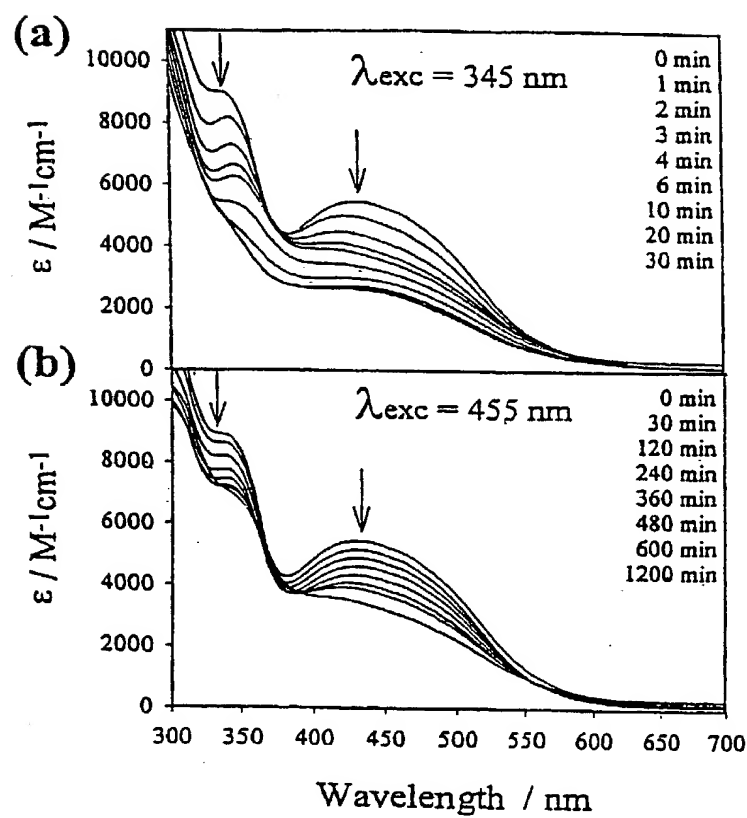 (a)
10000
8000
6000
4000
2000
0
ε / M-1cm-1
λexc = 345 nm
0 min
1 min
2 min
3 min
4 min
6 min
10 min
20 min
30 min
(b)
10000
8000
6000
4000
2000
0
ε / M-1cm-1
λexc = 455 nm
0 min
30 min
120 min
240 min
360 min
480 min
600 min
1200 min
300 350 400 450 500 550 600 650 700
Wavelength / nm